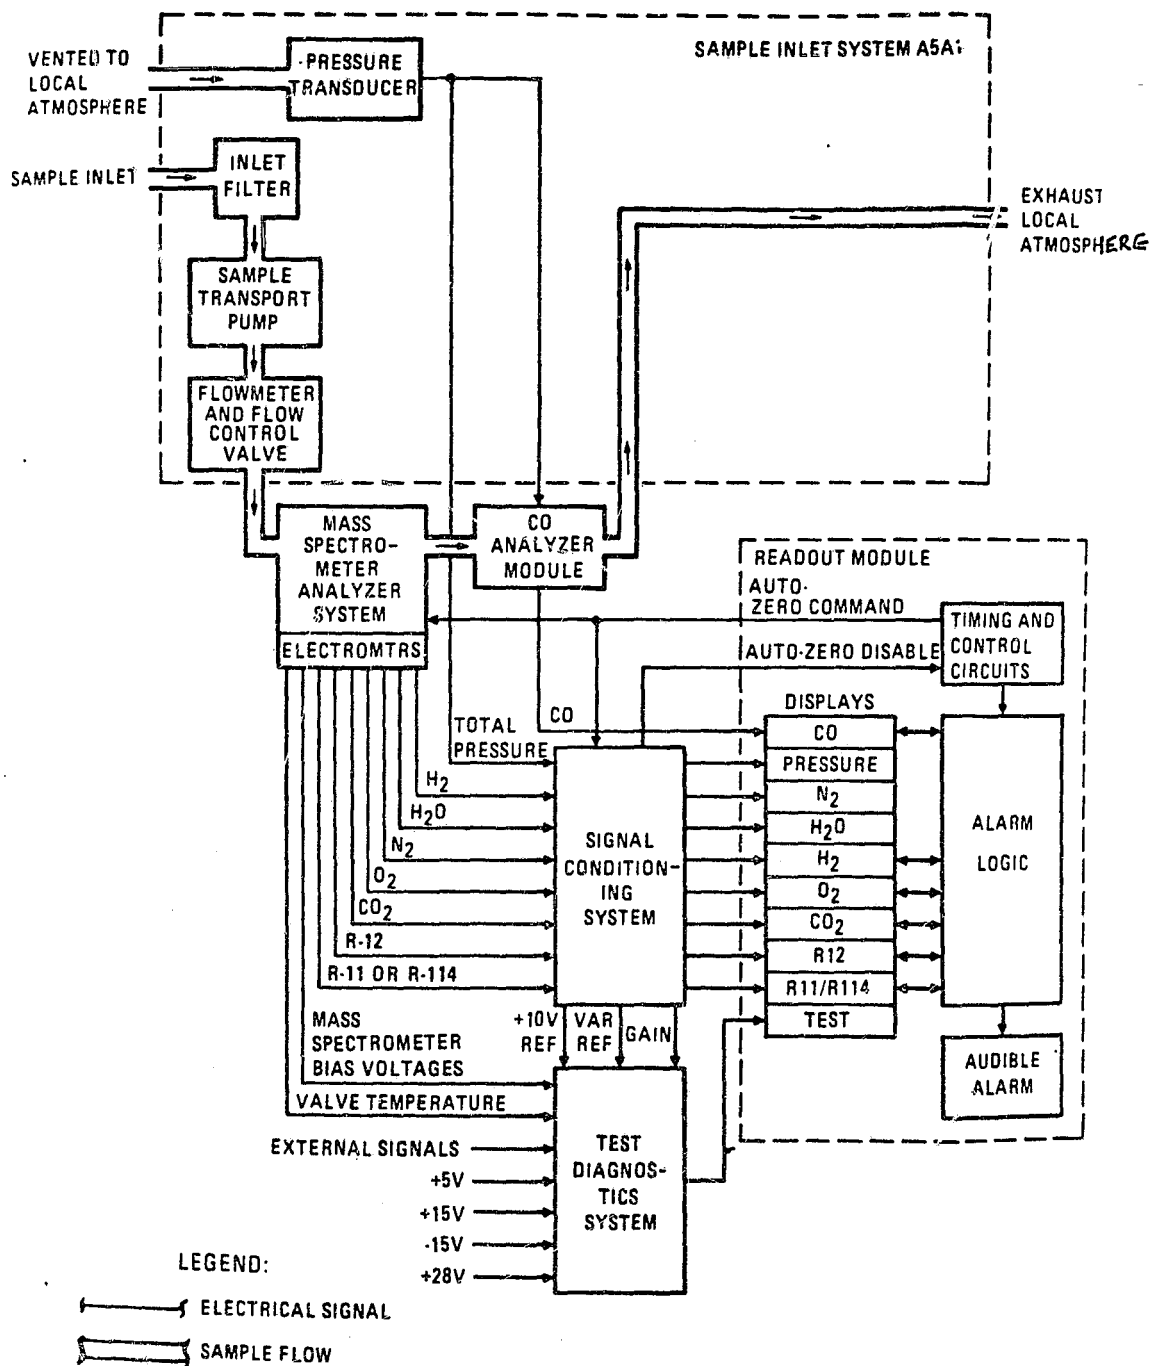 SAMPLE INLET SYSTEM A5A1
VENTED TO
LOCAL
ATMOSPHERE
PRESSURE
TRANSDUCER
SAMPLE INLET
INLET
FILTER
EXHAUST
LOCAL
ATMOSPHERE
SAMPLE
TRANSPORT
PUMP
FLOWMETER
AND FLOW
CONTROL
VALVE
MASS
SPECTRO-
METER
ANALYZER
SYSTEM
ELECTROMTRS
CO
ANALYZER
MODULE
READOUT MODULE
AUTO-
ZERO COMMAND
AUTO-ZERO DISABLE
TIMING AND
CONTROL
CIRCUITS
DISPLAYS
CO
PRESSURE
N2
H2O
H2
O2
CO2
R12
R11/R114
TEST
ALARM
LOGIC
AUDIBLE
ALARM
CO
TOTAL
PRESSURE
H2
H2O
N2
O2
CO2
R-12
R-11 OR R-114
SIGNAL
CONDITION-
ING
SYSTEM
+10V
REF
VAR
REF
GAIN
MASS
SPECTROMETER
BIAS VOLTAGES
VALVE TEMPERATURE
EXTERNAL SIGNALS
+5V
+15V
-15V
+28V
TEST
DIAGNOS-
TICS
SYSTEM
LEGEND:
ELECTRICAL SIGNAL
SAMPLE FLOW